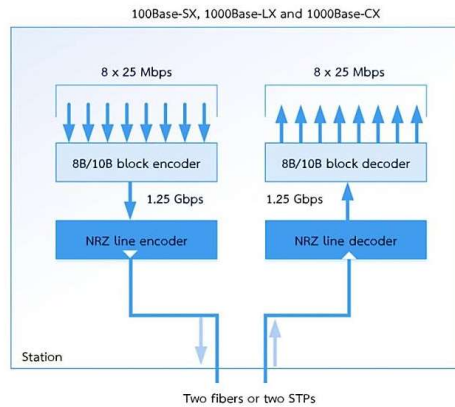 100Base-SX, 1000Base-LX and 1000Base-CX
8 x 25 Mbps
8 x 25 Mbps
8B/10B block encoder
8B/10B block decoder
1.25 Gbps
1.25 Gbps
NRZ line encoder
NRZ line decoder
Station
Two fibers or two STPs